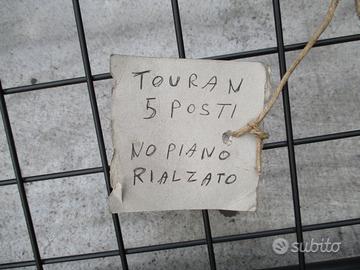 TOURAN
5 POSTI
NO PIANO
RIALZATO
subito